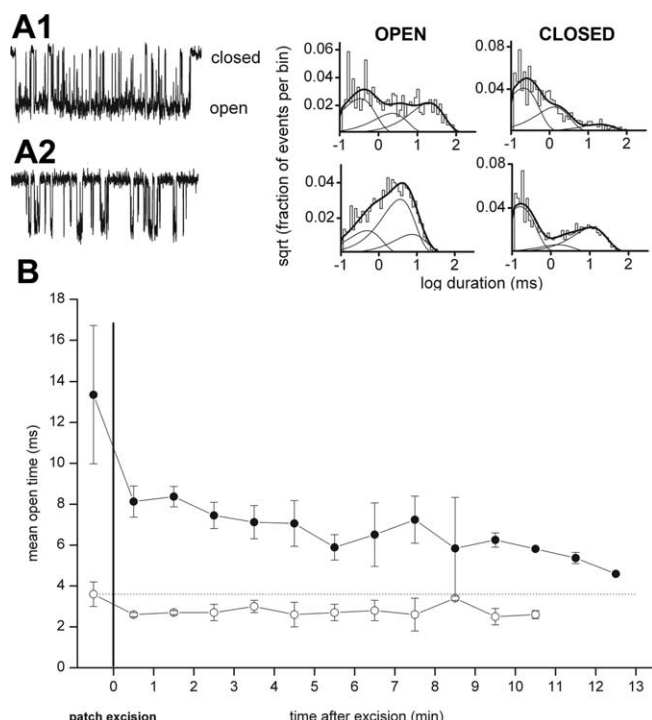 A1
closed
open
A2
OPEN
CLOSED
sqrt (fraction of events per bin)
0.06
0.04
0.02
0.08
0.04
-1 0 1 2
-1 0 1 2
0.04
0.02
0.08
0.04
-1 0 1 2
-1 0 1 2
log duration (ms)
B
mean open time (ms)
18
16
14
12
10
8
6
4
2
0
0 1 2 3 4 5 6 7 8 9 10 11 12 13
patch excision
time after excision (min)